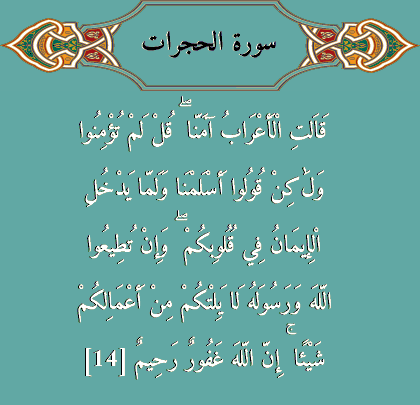 سورة الحجرات
قَالَتِ الْأَعْرَابُ آمَنَّا ۖ قُلْ لَمْ تُؤْمِنُوا
وَلَٰكِنْ قُولُوا أَسْلَمْنَا وَلَمَّا يَدْخُلِ
الْإِيمَانُ فِي قُلُوبِكُمْ ۖ وَإِنْ تُطِيعُوا
اللَّهَ وَرَسُولَهُ لَا يَلِتْكُمْ مِنْ أَعْمَالِكُمْ
شَيْئًا ۚ إِنَّ اللَّهَ غَفُورٌ رَحِيمٌ [14]